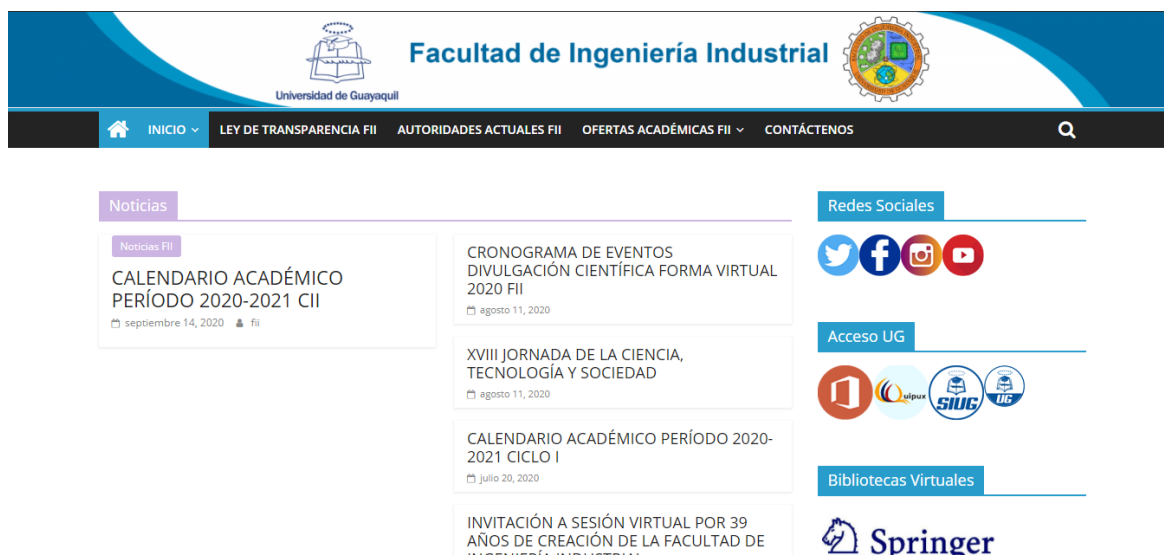 Universidad de Guayaquil
Facultad de Ingeniería Industrial
INICIO
LEY DE TRANSPARENCIA FII
AUTORIDADES ACTUALES FII
OFERTAS ACADÉMICAS FII
CONTÁCTENOS
Noticias
Noticias FII
CALENDARIO ACADÉMICO
PERÍODO 2020-2021 CII
septiembre 14, 2020 fii
CRONOGRAMA DE EVENTOS
DIVULGACIÓN CIENTÍFICA FORMA VIRTUAL
2020 FII
agosto 11, 2020
XVIII JORNADA DE LA CIENCIA,
TECNOLOGÍA Y SOCIEDAD
agosto 11, 2020
CALENDARIO ACADÉMICO PERÍODO 2020-
2021 CICLO I
julio 20, 2020
INVITACIÓN A SESIÓN VIRTUAL POR 39
AÑOS DE CREACIÓN DE LA FACULTAD DE
INGENIERÍA INDUSTRIAL
Redes Sociales
Acceso UG
Quipux
SIUG
UG
Bibliotecas Virtuales
Springer